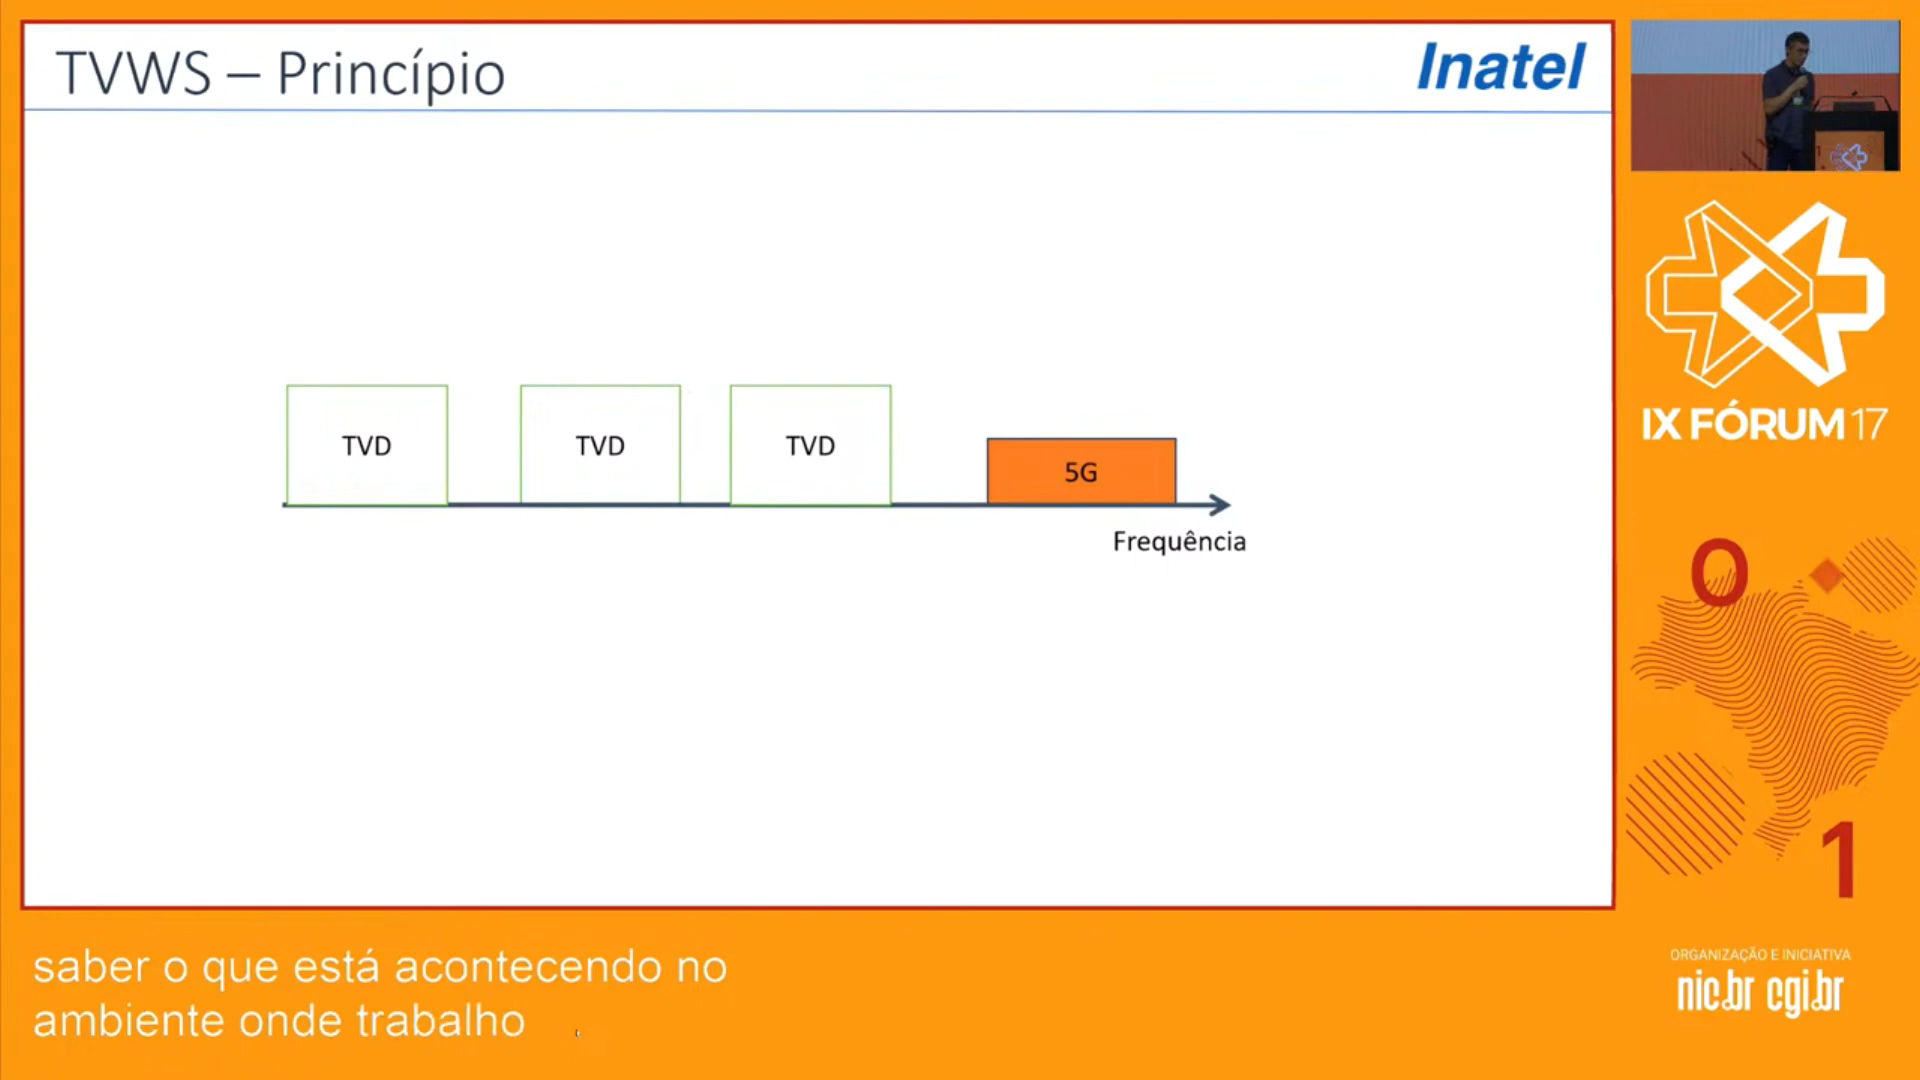 TVWS – Princípio
Inatel
TVD
TVD
TVD
5G
Frequência
IX FÓRUM 17
0
1
ORGANIZAÇÃO E INICIATIVA
nic.br cgi.br
saber o que está acontecendo no
ambiente onde trabalho